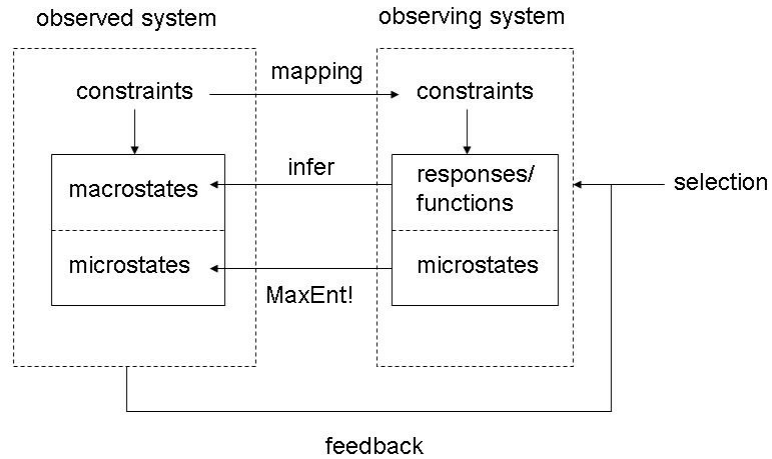 observed system
observing system
constraints
mapping
constraints
macrostates
infer
responses/
functions
selection
microstates
MaxEnt!
microstates
feedback